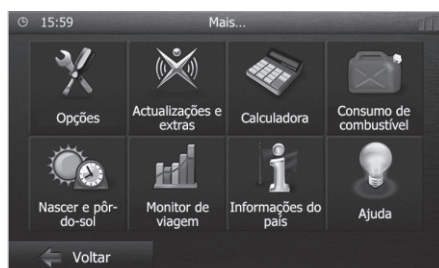 15:59
Mais...
Opções
Actualizações e
extras
Calculadora
Consumo de
combustível
Nascer e pôr-
do-sol
Monitor de
viagem
Informações do
país
Ajuda
Voltar